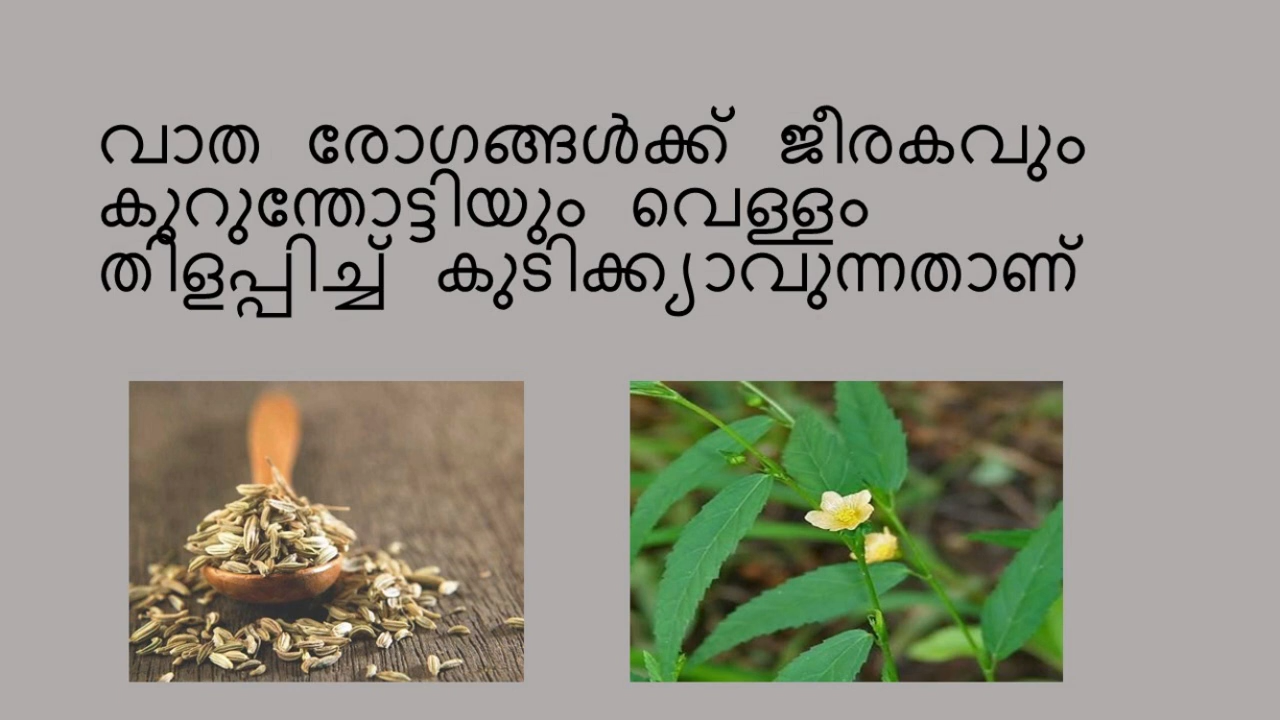 വാത രോഗങ്ങൾക്ക് ജീരകവും
കുറുന്തോട്ടിയും വെള്ളം
തിളപ്പിച്ച് കുടിക്ക്യാവുന്നതാണ്